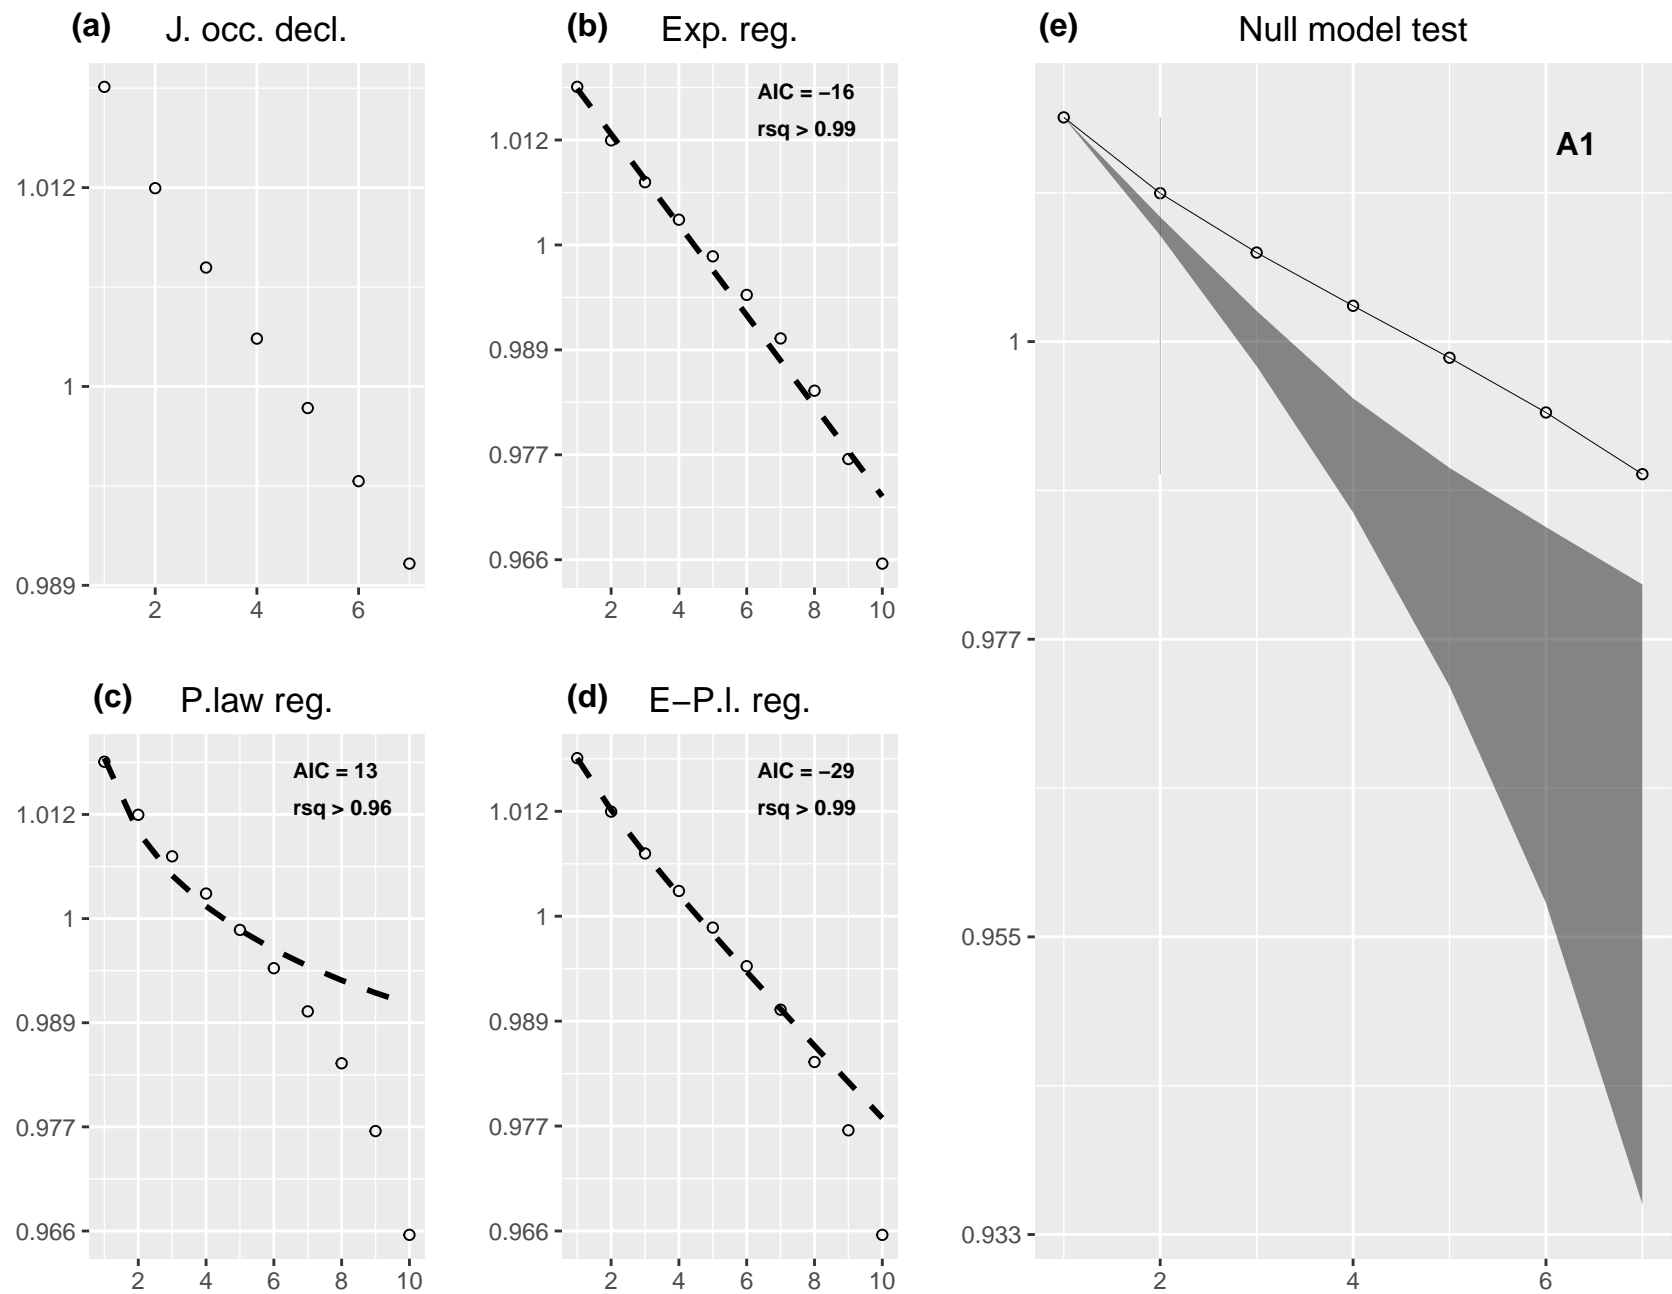 (a) J. occ. decl.
1.012
1
0.989
2 4 6
(b) Exp. reg.
AIC = −16
rsq > 0.99
1.012
1
0.989
0.977
0.966
2 4 6 8 10
(c) P.law reg.
AIC = 13
rsq > 0.96
1.012
1
0.989
0.977
0.966
2 4 6 8 10
(d) E−P.l. reg.
AIC = −29
rsq > 0.99
1.012
1
0.989
0.977
0.966
2 4 6 8 10
(e) Null model test
A1
1
0.977
0.955
0.933
2 4 6